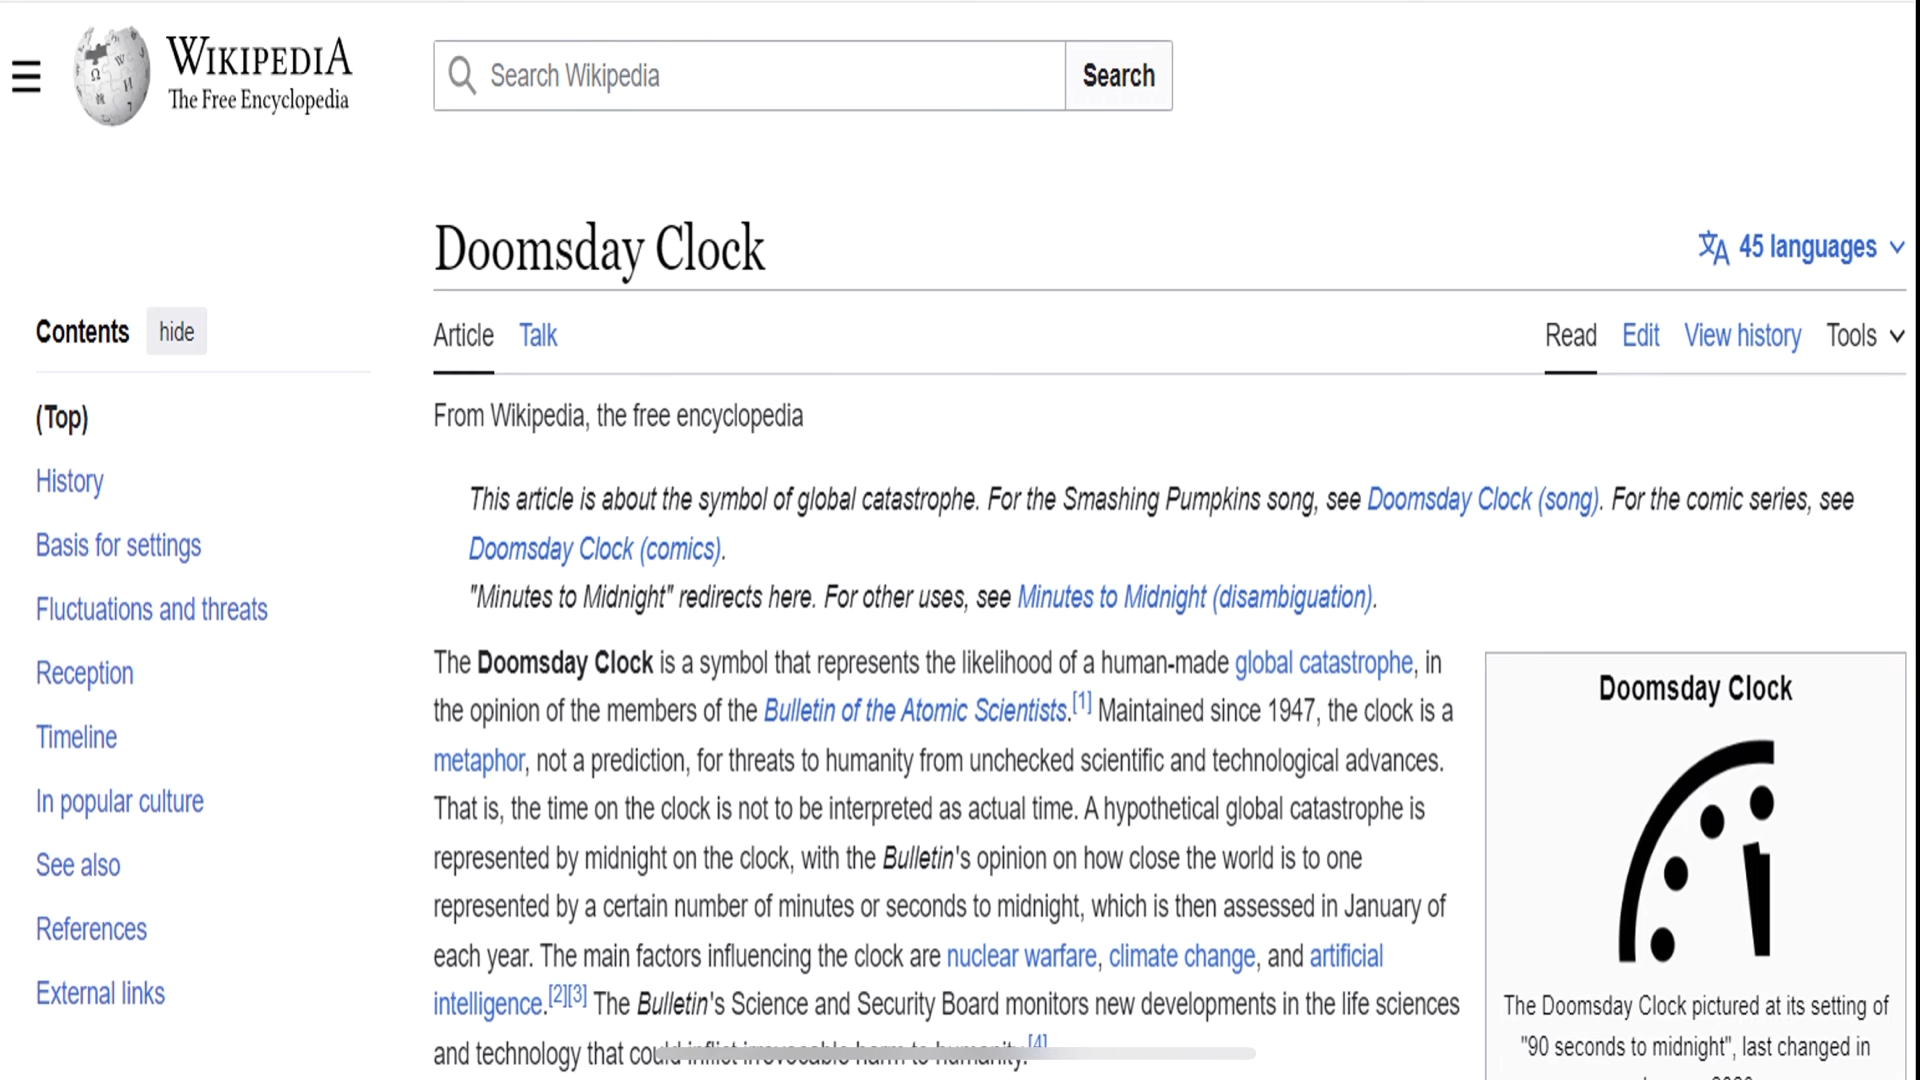 WIKIPEDIA
The Free Encyclopedia
Search Wikipedia
Search
Doomsday Clock
45 languages
Contents hide
(Top)
History
Basis for settings
Fluctuations and threats
Reception
Timeline
In popular culture
See also
References
External links
Article Talk
Read Edit View history Tools
From Wikipedia, the free encyclopedia
This article is about the symbol of global catastrophe. For the Smashing Pumpkins song, see Doomsday Clock (song). For the comic series, see
Doomsday Clock (comics).
"Minutes to Midnight" redirects here. For other uses, see Minutes to Midnight (disambiguation).
The Doomsday Clock is a symbol that represents the likelihood of a human-made global catastrophe, in
the opinion of the members of the Bulletin of the Atomic Scientists.[1] Maintained since 1947, the clock is a
metaphor, not a prediction, for threats to humanity from unchecked scientific and technological advances.
That is, the time on the clock is not to be interpreted as actual time. A hypothetical global catastrophe is
represented by midnight on the clock, with the Bulletin's opinion on how close the world is to one
represented by a certain number of minutes or seconds to midnight, which is then assessed in January of
each year. The main factors influencing the clock are nuclear warfare, climate change, and artificial
intelligence.[2][3] The Bulletin's Science and Security Board monitors new developments in the life sciences
and technology that could inflict irrevocable harm to humanity.[4]
Doomsday Clock
The Doomsday Clock pictured at its setting of
"90 seconds to midnight", last changed in